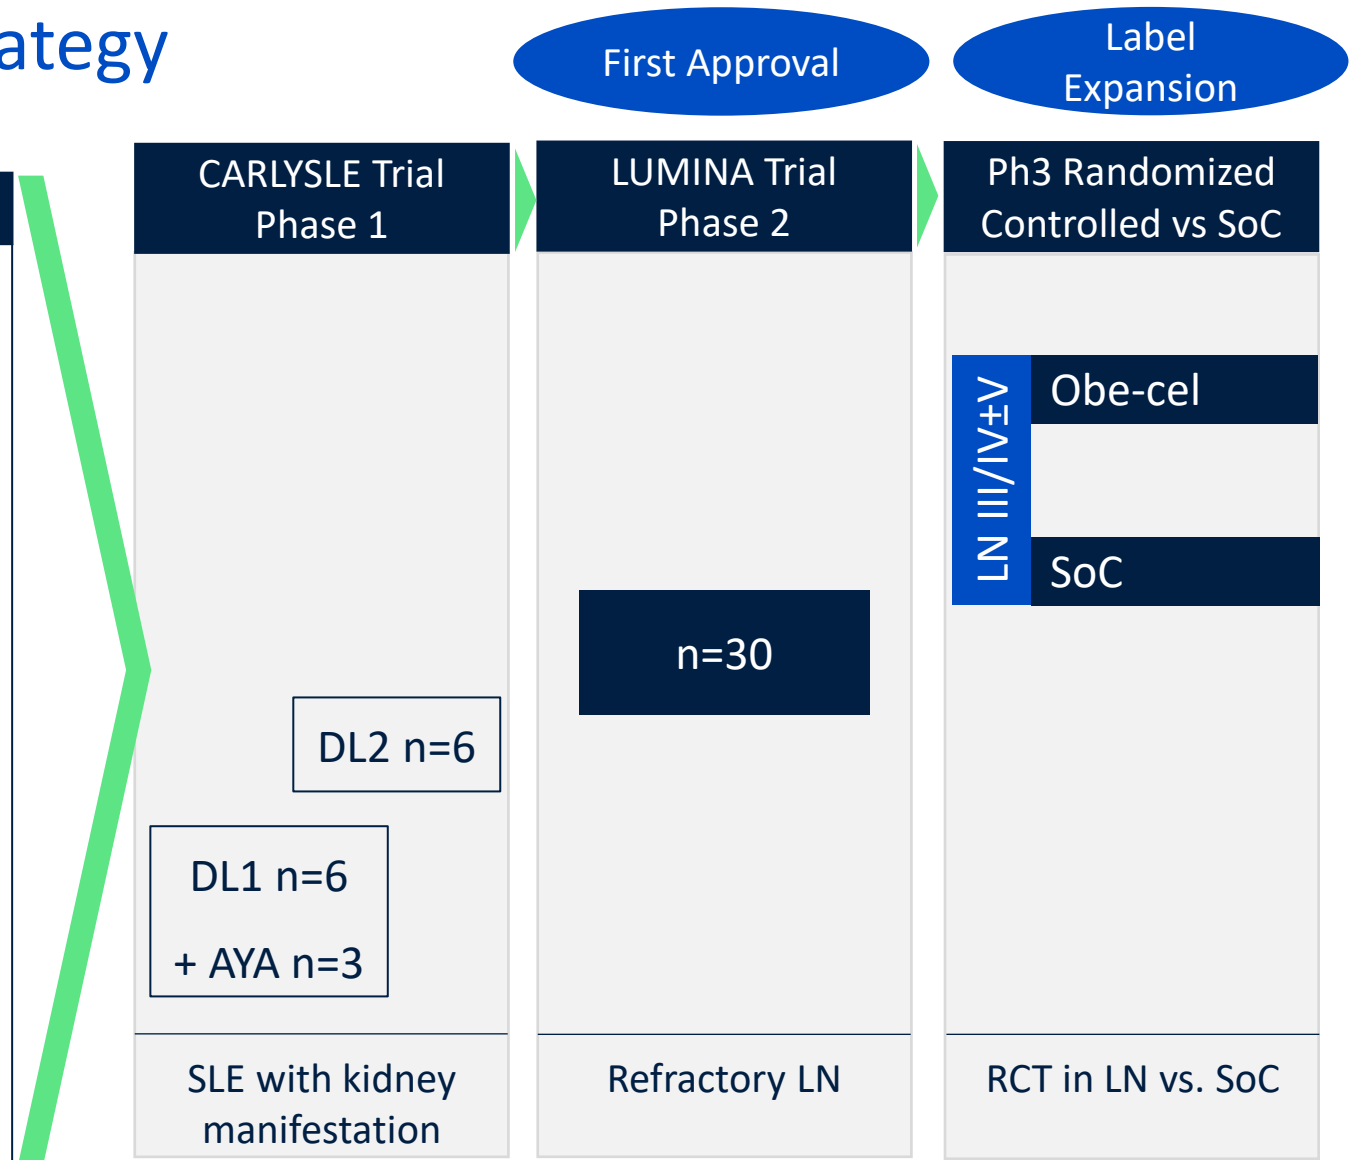 First Approval
Label
Expansion
CARLYSLE Trial
Phase 1
LUMINA Trial
Phase 2
Ph3 Randomized
Controlled vs SoC
LN III/IV±V
Obe-cel
SoC
n=30
DL2 n=6
DL1 n=6
+ AYA n=3
SLE with kidney
manifestation
Refractory LN
RCT in LN vs. SoC